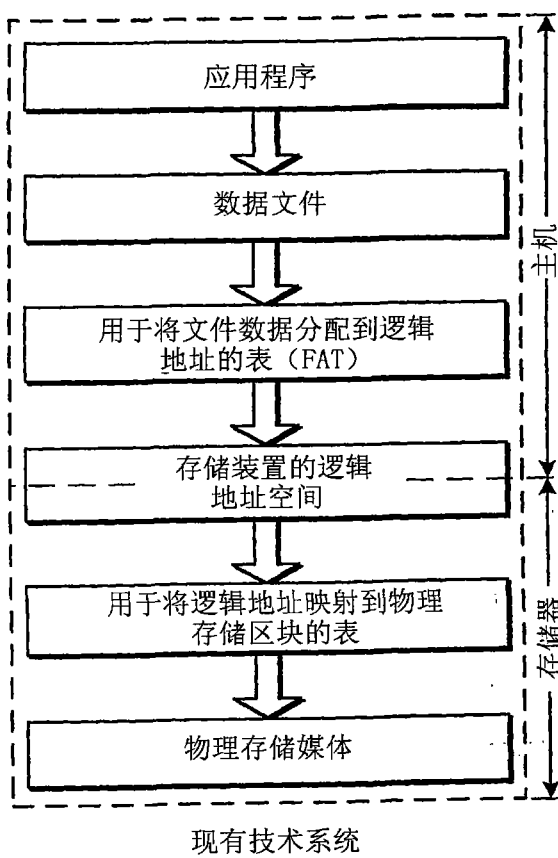 应用程序
数据文件
用于将文件数据分配到逻辑
地址的表（FAT）
存储装置的逻辑
地址空间
用于将逻辑地址映射到物理
存储区块的表
物理存储媒体
主机
存储器
现有技术系统